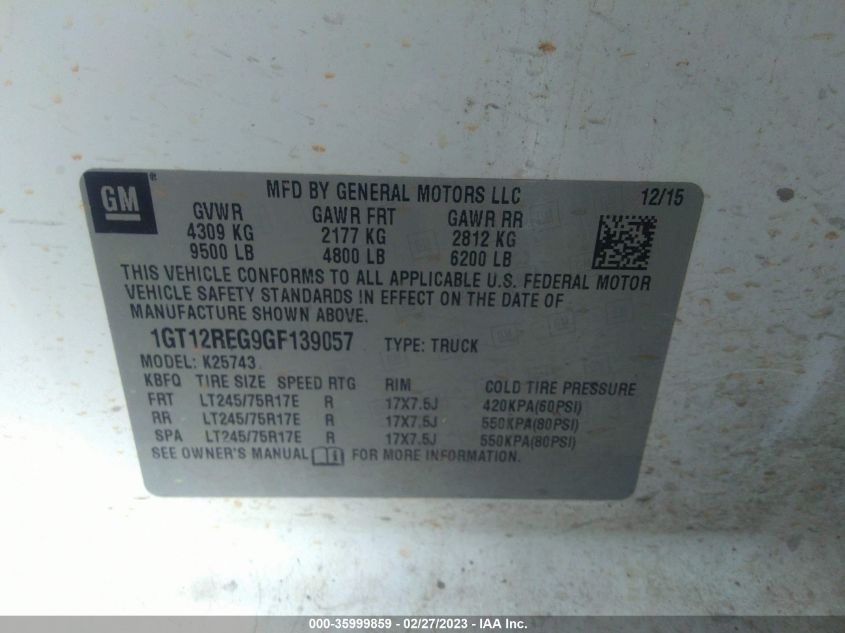 GM® MFD BY GENERAL MOTORS LLC 12/15
GVWR GAWR FRT GAWR RR
4309 KG 2177 KG 2812 KG
9500 LB 4800 LB 6200 LB
THIS VEHICLE CONFORMS TO ALL APPLICABLE U.S. FEDERAL MOTOR
VEHICLE SAFETY STANDARDS IN EFFECT ON THE DATE OF
MANUFACTURE SHOWN ABOVE.
1GT12REG9GF139057 TYPE: TRUCK
MODEL: K25743
KBFQ TIRE SIZE SPEED RTG RIM COLD TIRE PRESSURE
FRT LT245/75R17E R 17X7.5J 420KPA(60PSI)
RR LT245/75R17E R 17X7.5J 550KPA(80PSI)
SPA LT245/75R17E R 17X7.5J 550KPA(80PSI)
SEE OWNER'S MANUAL FOR MORE INFORMATION.
000-35999859 - 02/27/2023 - IAA Inc.